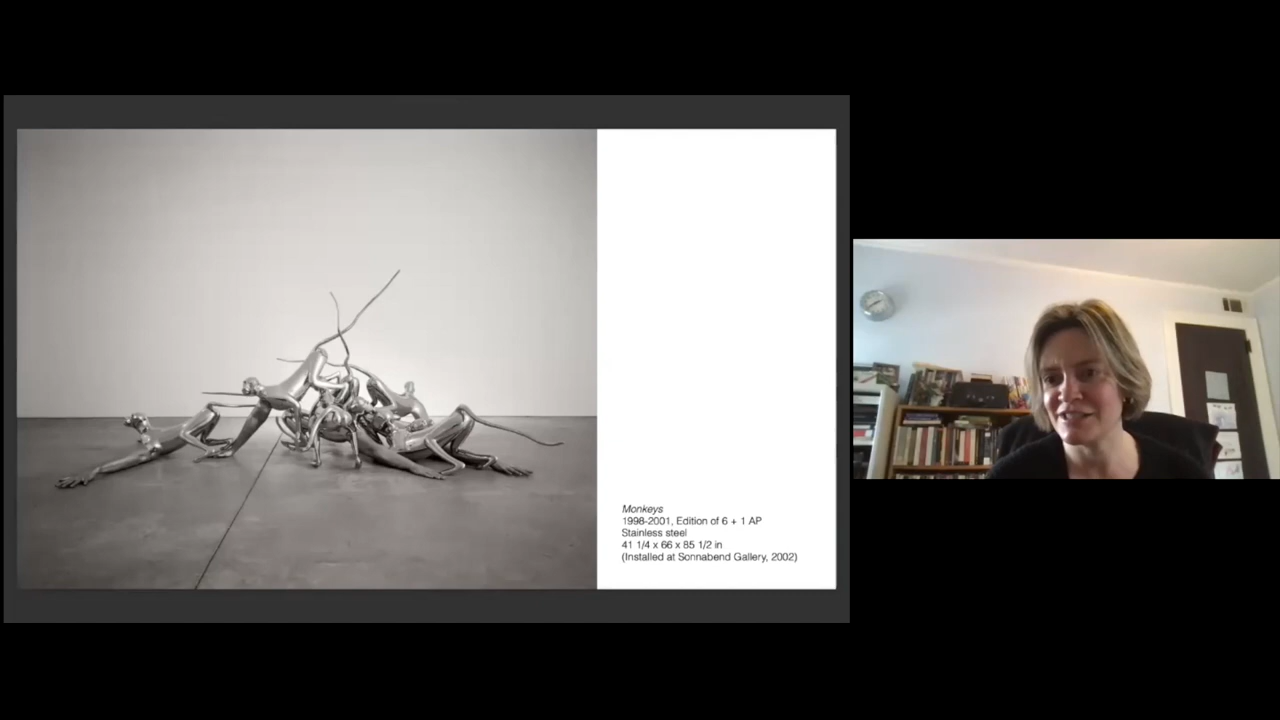 Monkeys
1998-2001, Edition of 6 + 1 AP
Stainless steel
41 1/4 x 66 x 85 1/2 in
(Installed at Sonnabend Gallery, 2002)